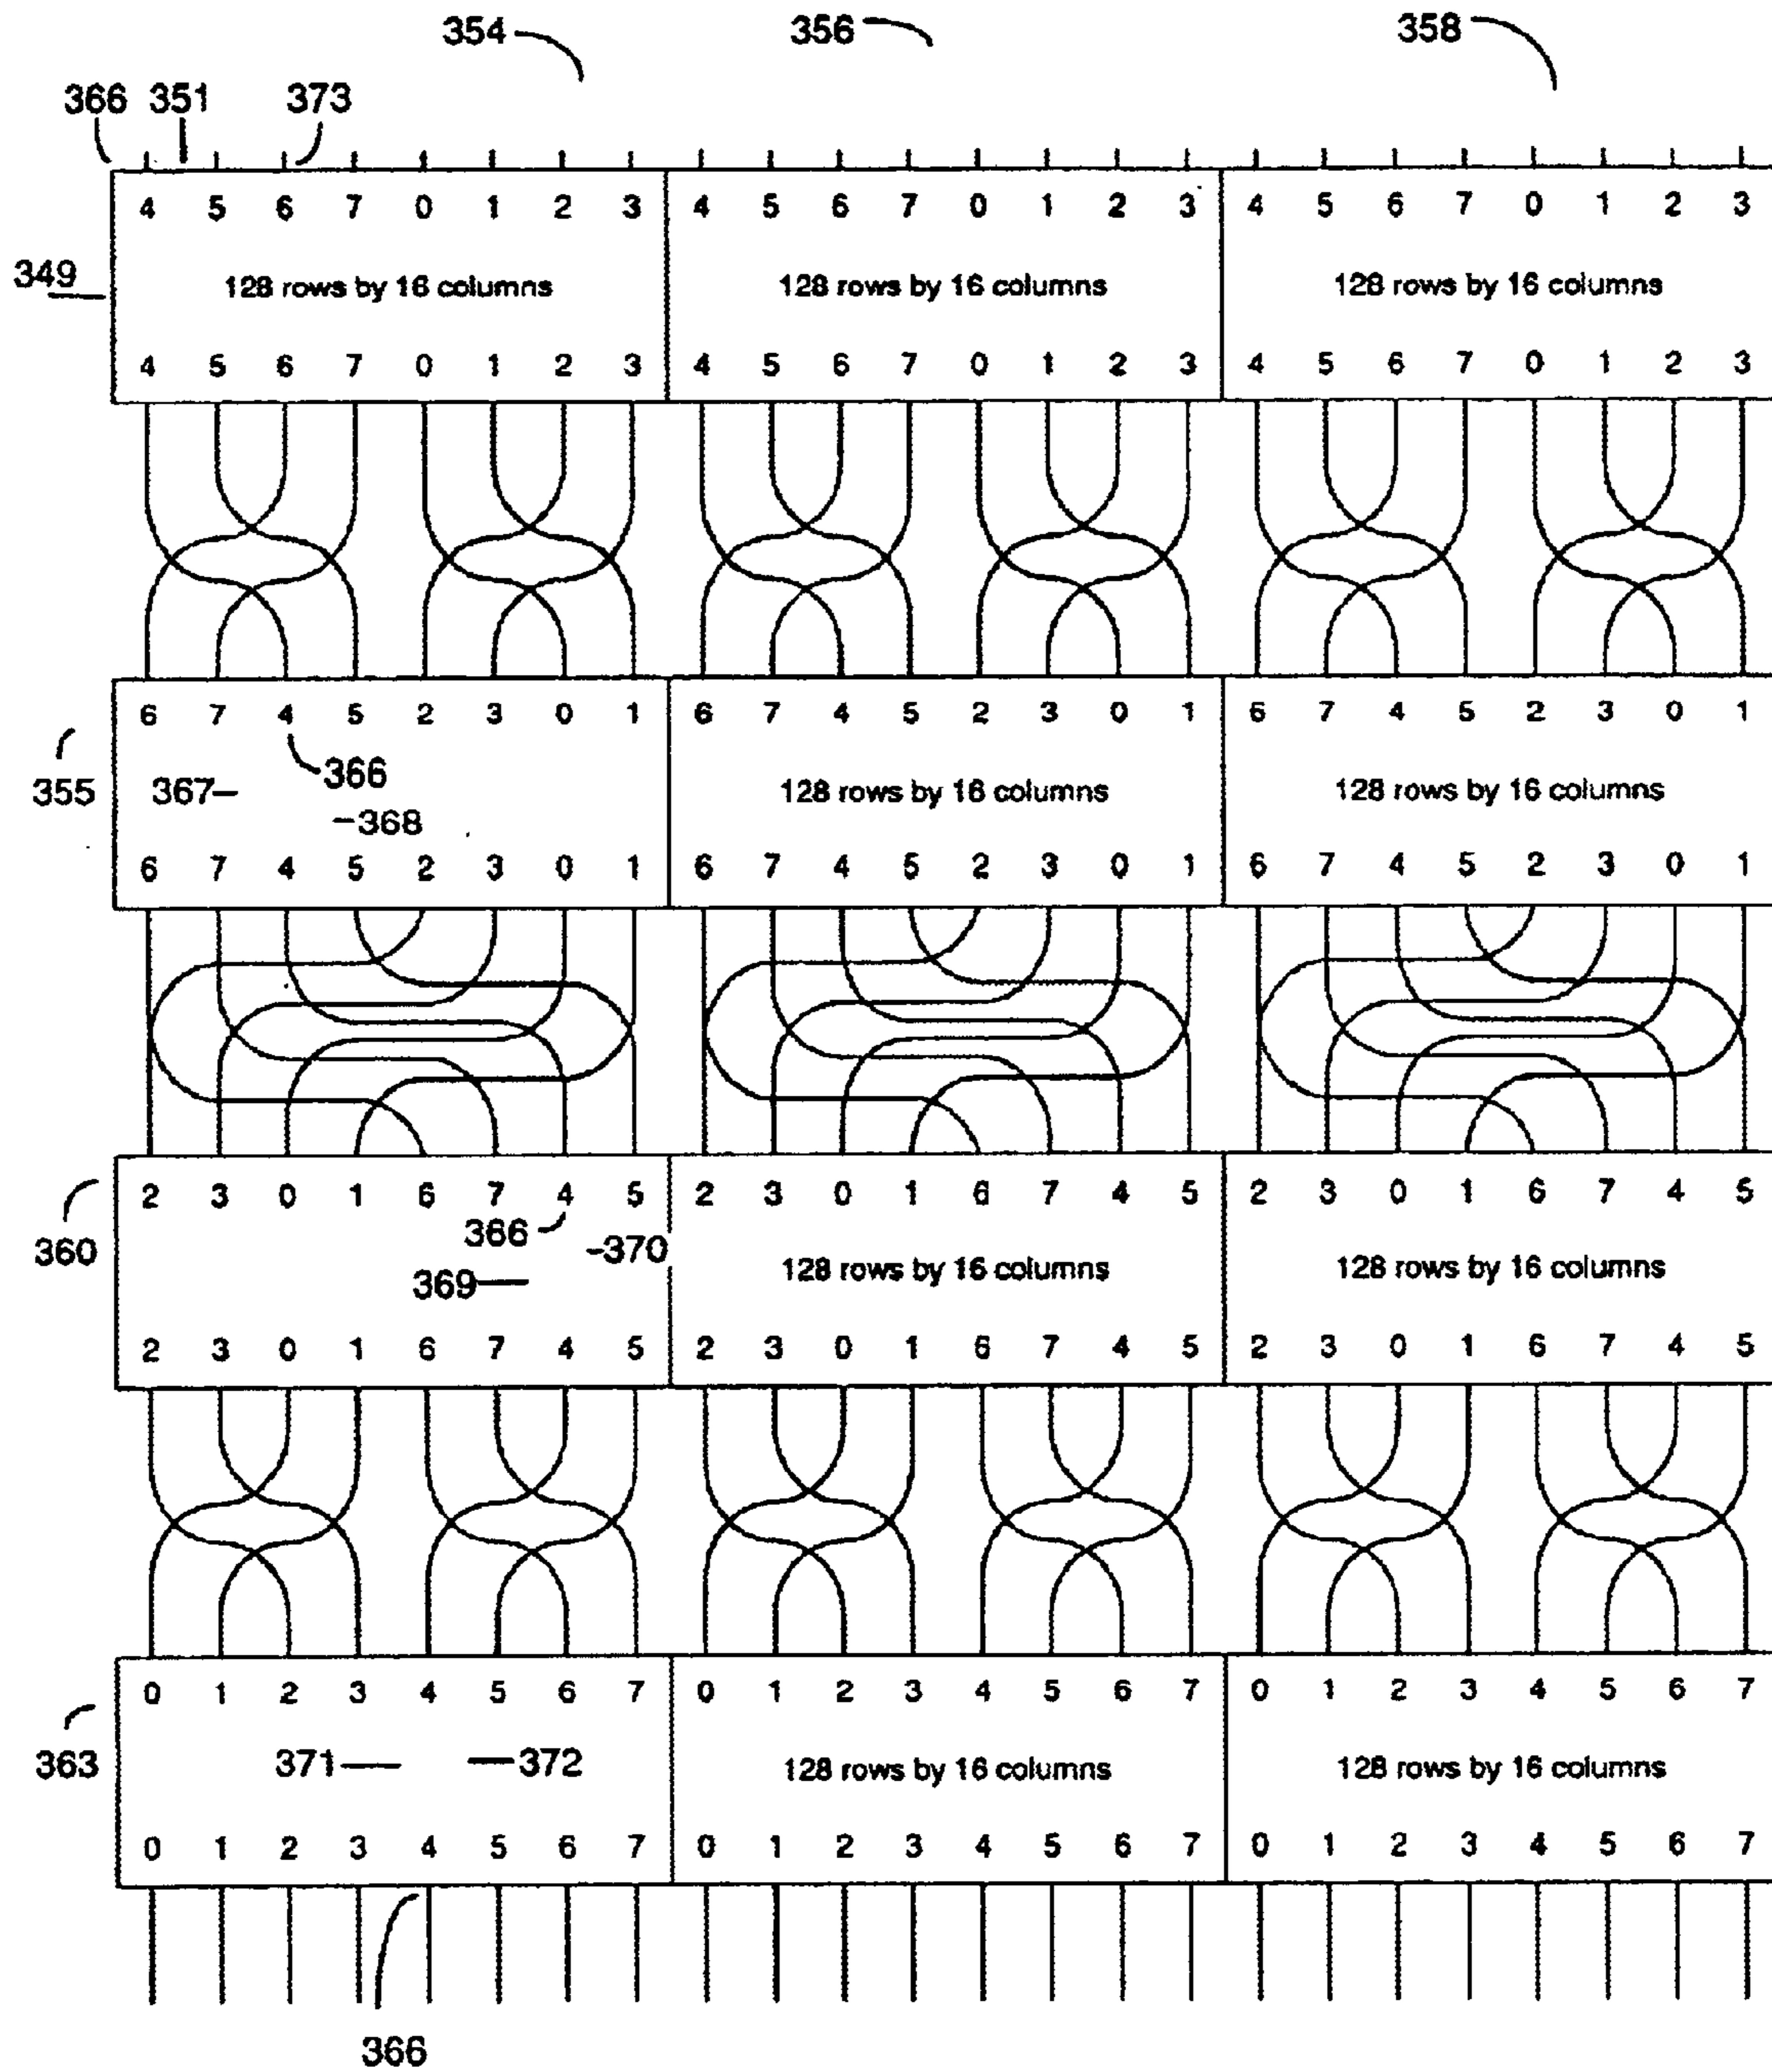 354 356 358
366 351 373
4 5 6 7 0 1 2 3 4 5 6 7 0 1 2 3 4 5 6 7 0 1 2 3
349 128 rows by 16 columns 128 rows by 16 columns 128 rows by 16 columns
4 5 6 7 0 1 2 3 4 5 6 7 0 1 2 3 4 5 6 7 0 1 2 3
6 7 4 5 2 3 0 1 6 7 4 5 2 3 0 1 6 7 4 5 2 3 0 1
366
355 367 128 rows by 16 columns 128 rows by 16 columns
368
6 7 4 5 2 3 0 1 6 7 4 5 2 3 0 1 6 7 4 5 2 3 0 1
2 3 0 1 6 7 4 5 2 3 0 1 6 7 4 5 2 3 0 1 6 7 4 5
366
360 370
369 128 rows by 16 columns 128 rows by 16 columns
2 3 0 1 6 7 4 5 2 3 0 1 6 7 4 5 2 3 0 1 6 7 4 5
0 1 2 3 4 5 6 7 0 1 2 3 4 5 6 7 0 1 2 3 4 5 6 7
363 371 372 128 rows by 16 columns 128 rows by 16 columns
0 1 2 3 4 5 6 7 0 1 2 3 4 5 6 7 0 1 2 3 4 5 6 7
366